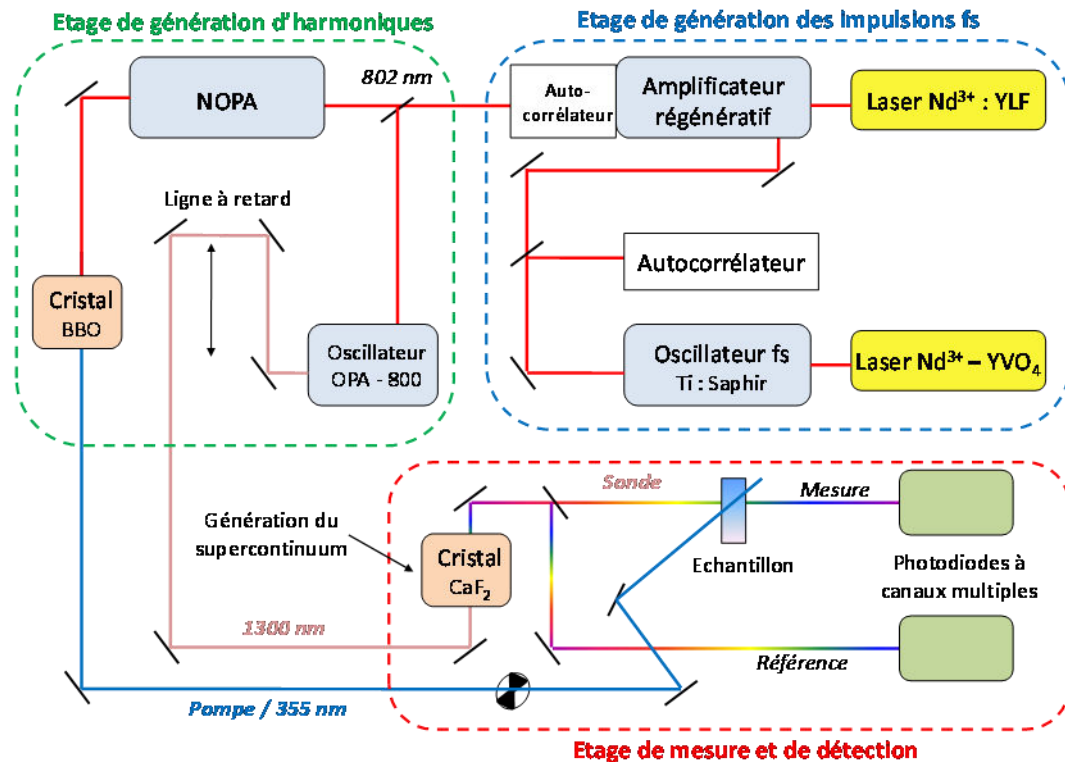 Etage de génération d'harmoniques
Etage de génération des impulsions fs
NOPA
802 nm
Auto-
corrélateur
Amplificateur
régénératif
Laser Nd³⁺ : YLF
Ligne à retard
Autocorrélateur
Cristal
BBO
Oscillateur
OPA - 800
Oscillateur fs
Ti : Saphir
Laser Nd³⁺ – YVO₄
Sonde
Mesure
Génération du
supercontinuum
Cristal
CaF₂
Echantillon
Photodiodes à
canaux multiples
1300 nm
Référence
Pompe / 355 nm
Etage de mesure et de détection